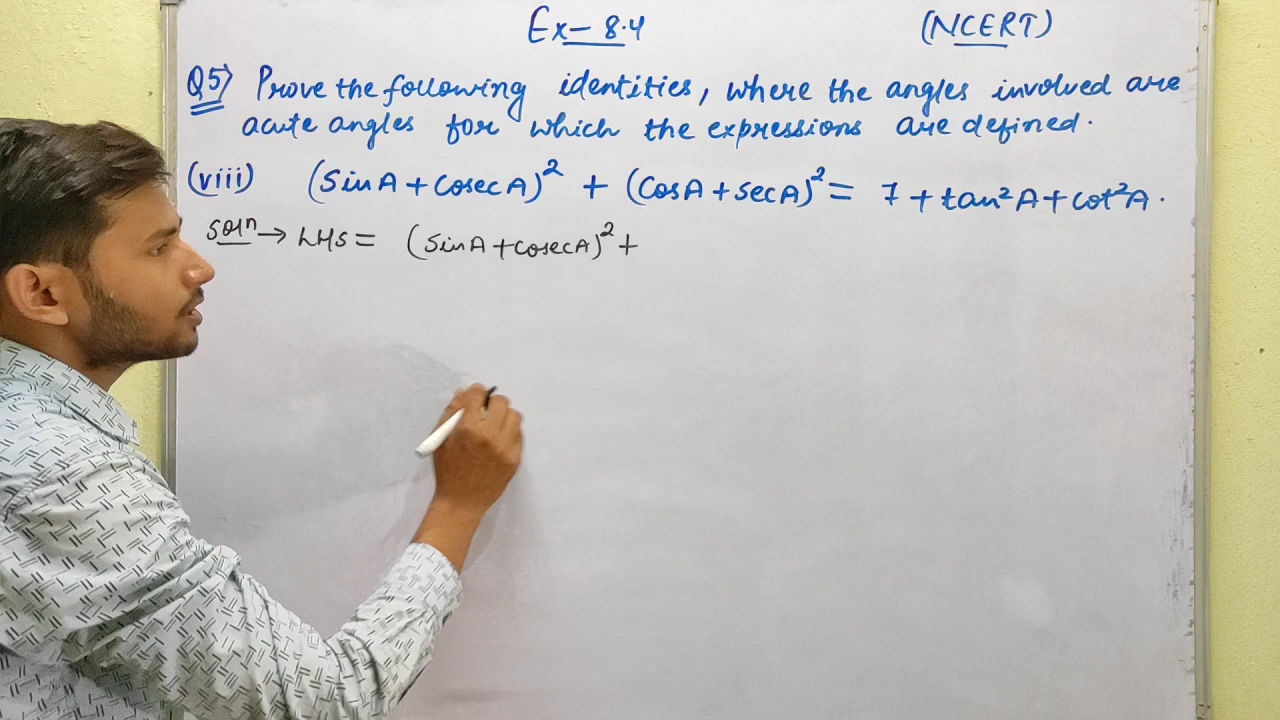 Ex-8.4 (NCERT)
Q5> Prove the following identities, where the angles involved are
acute angles for which the expressions are defined.
(viii) (SinA + CosecA)² + (CosA + SecA)² = 7 + tan²A + Cot²A.
Solⁿ → LHS = (SinA + CosecA)² +